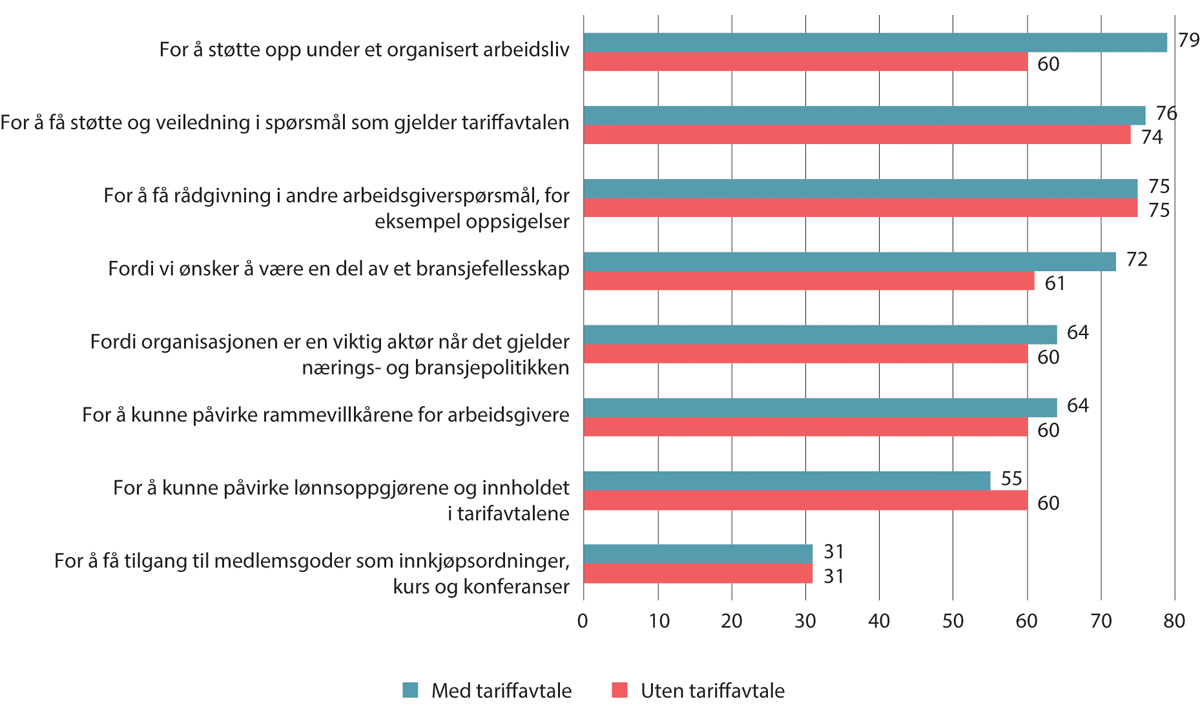 For å støtte opp under et organisert arbeidsliv
79
60
For å få støtte og veiledning i spørsmål som gjelder tariffavtalen
76
74
For å få rådgivning i andre arbeidsgiverspørsmål, for
eksempel oppsigelser
75
75
Fordi vi ønsker å være en del av et bransjefellesskap
72
61
Fordi organisasjonen er en viktig aktør når det gjelder
nærings- og bransjepolitikken
64
60
For å kunne påvirke rammevillkårene for arbeidsgivere
64
60
For å kunne påvirke lønnsoppgjørene og innholdet
i tarifavtalene
55
60
For å få tilgang til medlemsgoder som innkjøpsordninger,
kurs og konferanser
31
31
0 10 20 30 40 50 60 70 80
Med tariffavtale Uten tariffavtale